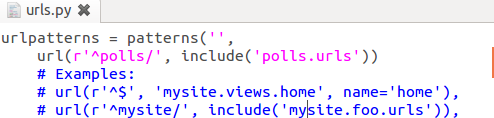 urls.py ✖
urlpatterns = patterns('',
    url(r'^polls/', include('polls.urls'))
    # Examples:
    # url(r'^$', 'mysite.views.home', name='home'),
    # url(r'^mysite/', include('mysite.foo.urls')),